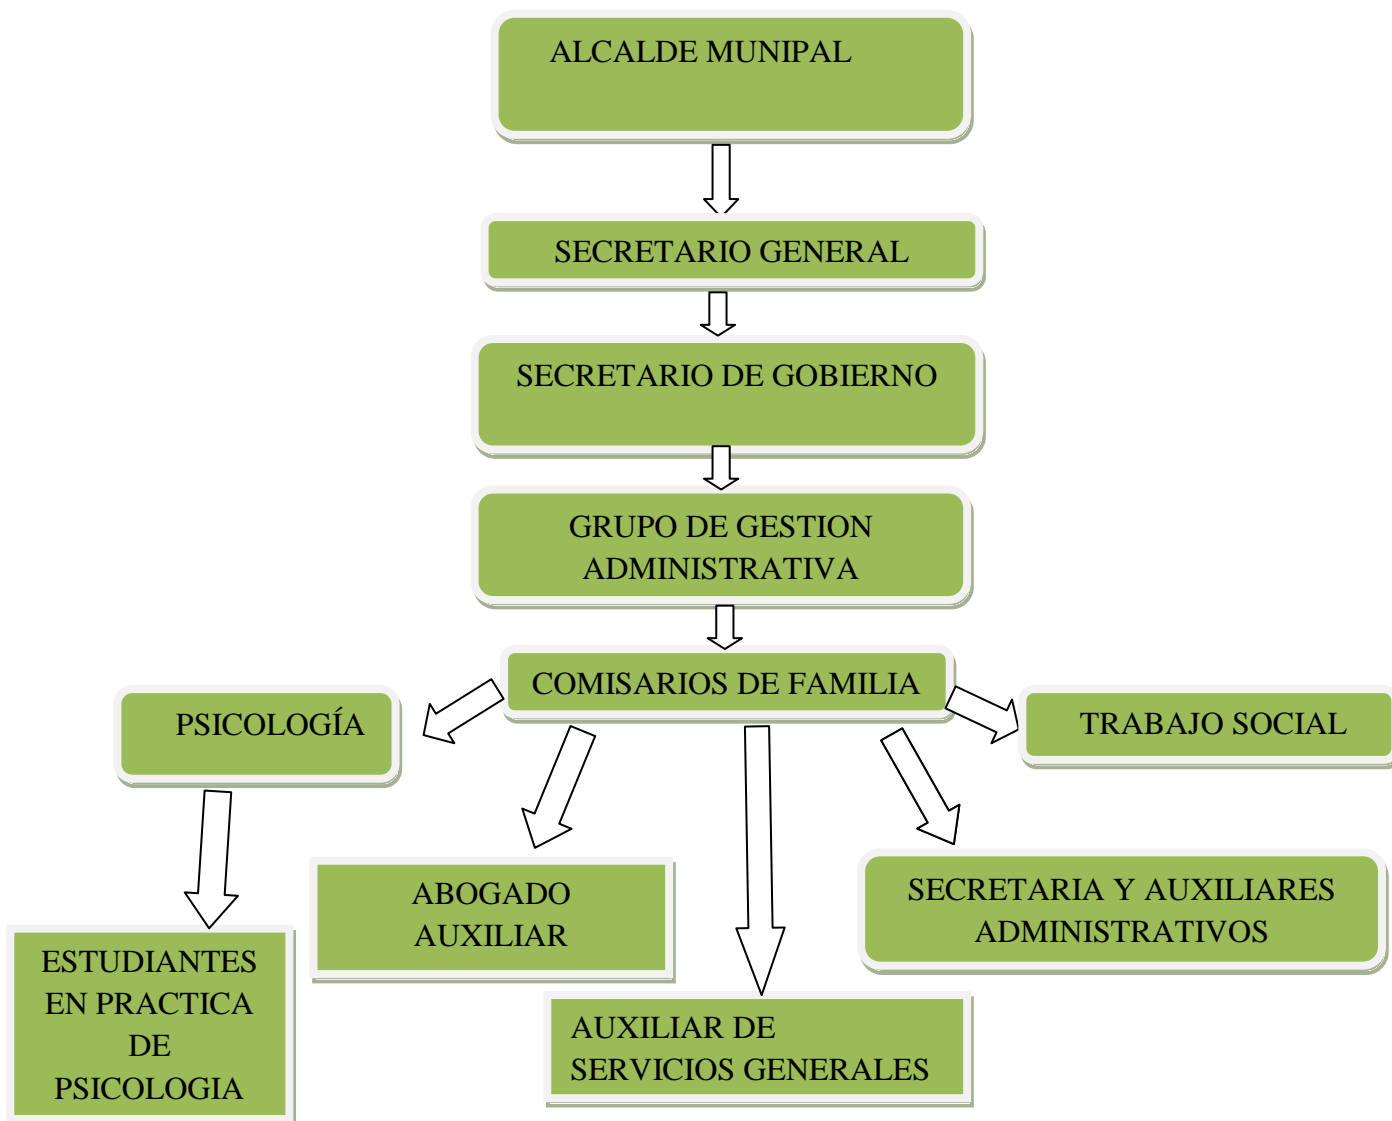 ALCALDE MUNIPAL
SECRETARIO GENERAL
SECRETARIO DE GOBIERNO
GRUPO DE GESTION
ADMINISTRATIVA
COMISARIOS DE FAMILIA
PSICOLOGÍA
TRABAJO SOCIAL
ABOGADO
AUXILIAR
SECRETARIA Y AUXILIARES
ADMINISTRATIVOS
ESTUDIANTES
EN PRACTICA
DE
PSICOLOGIA
AUXILIAR DE
SERVICIOS GENERALES